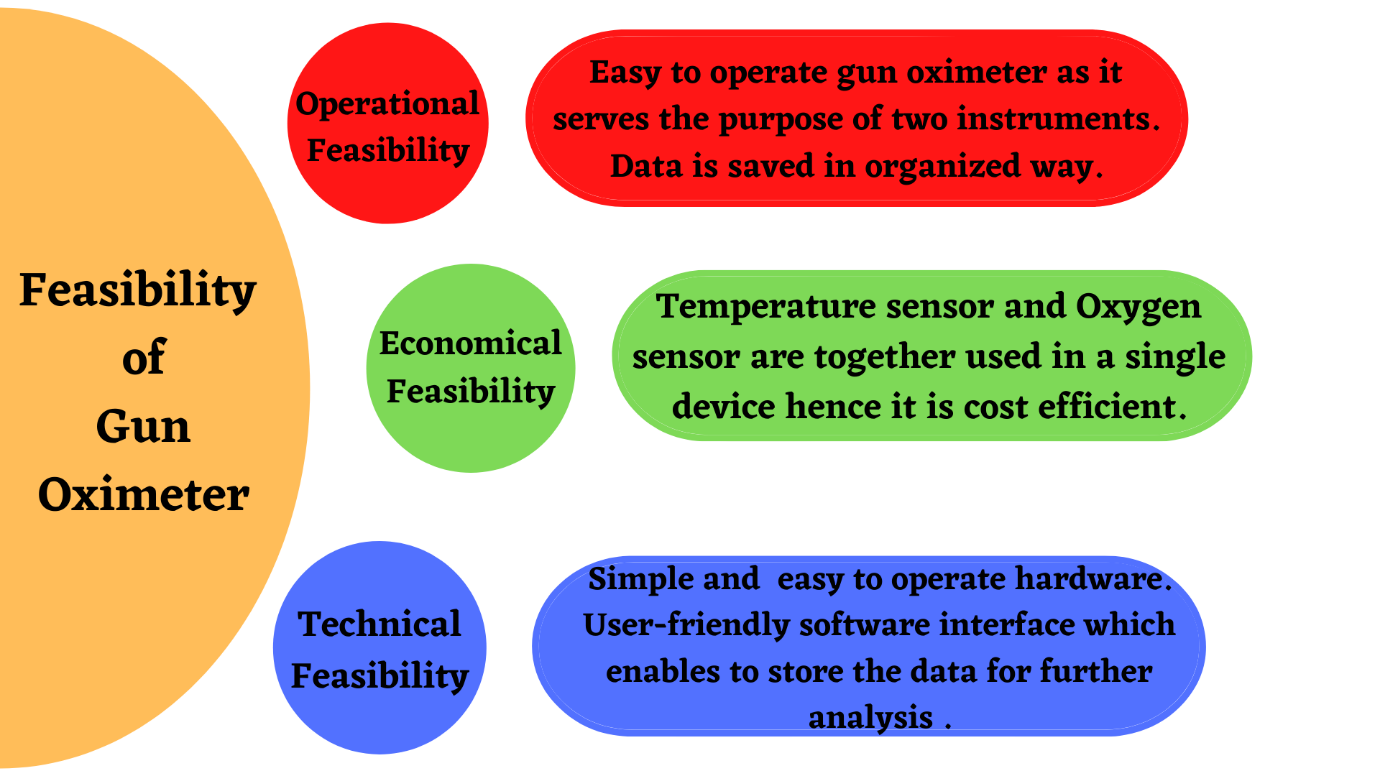 Feasibility
of
Gun
Oximeter
Operational
Feasibility
Easy to operate gun oximeter as it
serves the purpose of two instruments.
Data is saved in organized way.
Economical
Feasibility
Temperature sensor and Oxygen
sensor are together used in a single
device hence it is cost efficient.
Technical
Feasibility
Simple and  easy to operate hardware.
User-friendly software interface which
enables to store the data for further
analysis .